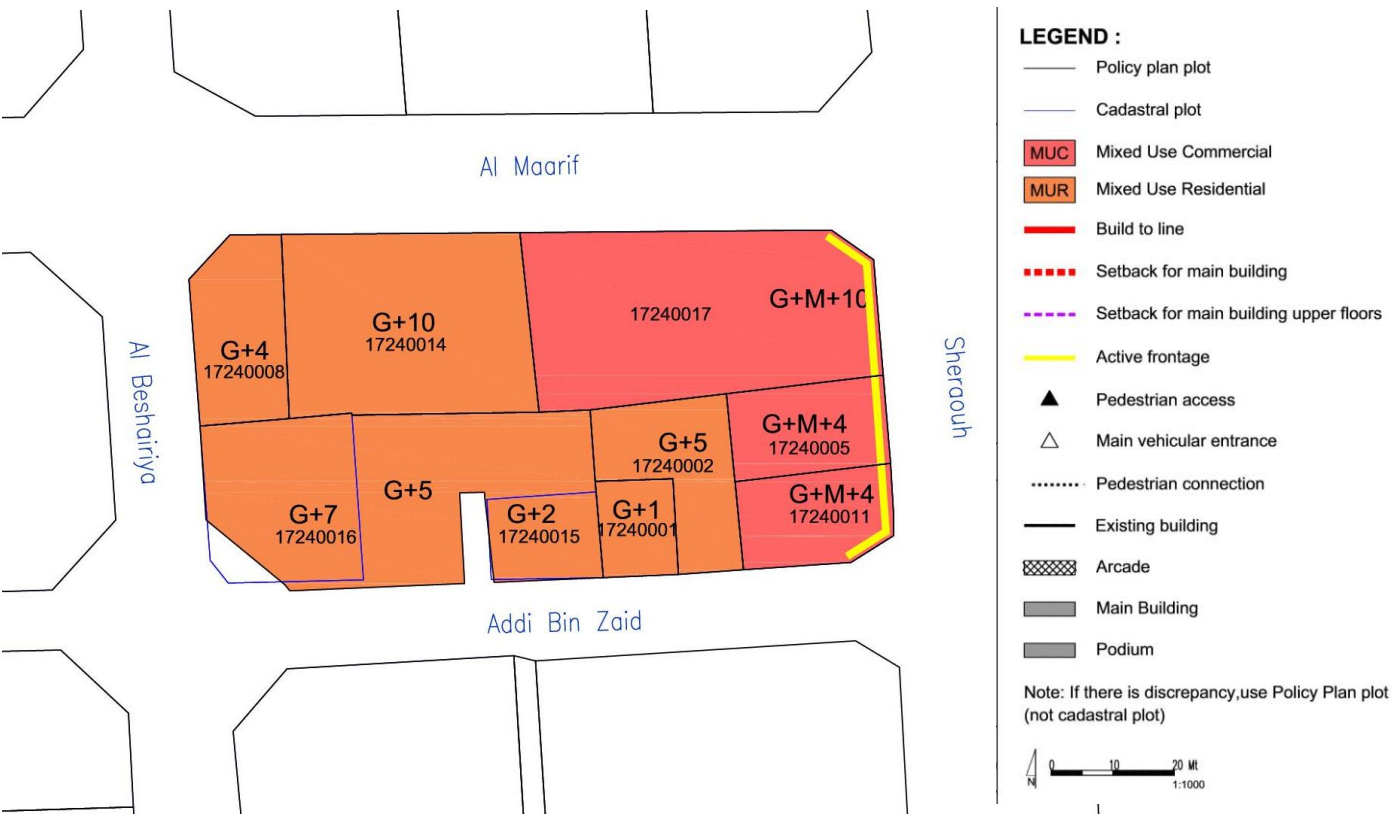 Al Maarif
G+M+10
17240017
G+10
17240014
G+4
17240008
Al Beshairiya
Sheraouh
G+M+4
17240005
G+5
17240002
G+5
G+M+4
17240011
G+7
17240016
G+2
17240015
G+1
17240001
Addi Bin Zaid
LEGEND :
Policy plan plot
Cadastral plot
MUC Mixed Use Commercial
MUR Mixed Use Residential
Build to line
Setback for main building
Setback for main building upper floors
Active frontage
Pedestrian access
Main vehicular entrance
Pedestrian connection
Existing building
Arcade
Main Building
Podium
Note: If there is discrepancy,use Policy Plan plot
(not cadastral plot)
N
0 10 20 Mt
1:1000